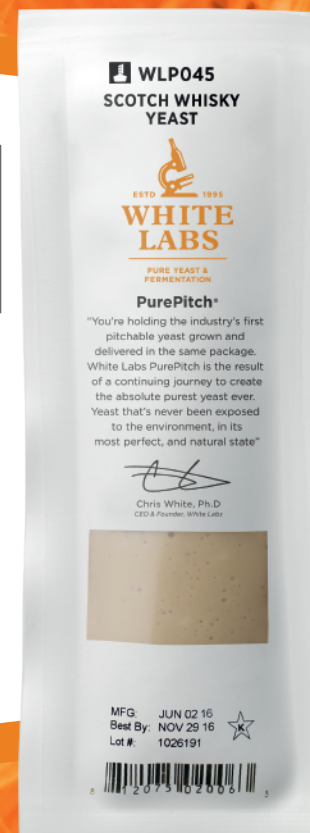 WLP045
SCOTCH WHISKY
YEAST
ESTD 1995
WHITE
LABS
PURE YEAST &
FERMENTATION
PurePitch®
"You're holding the industry's first
pitchable yeast grown and
delivered in the same package.
White Labs PurePitch is the result
of a continuing journey to create
the absolute purest yeast ever.
Yeast that's never been exposed
to the environment, in its
most perfect, and natural state"
Chris White, Ph.D
CEO & Founder, White Labs
MFG: JUN 02 16
Best By: NOV 29 16
K
Lot #: 1026191
8 12075 02006 3